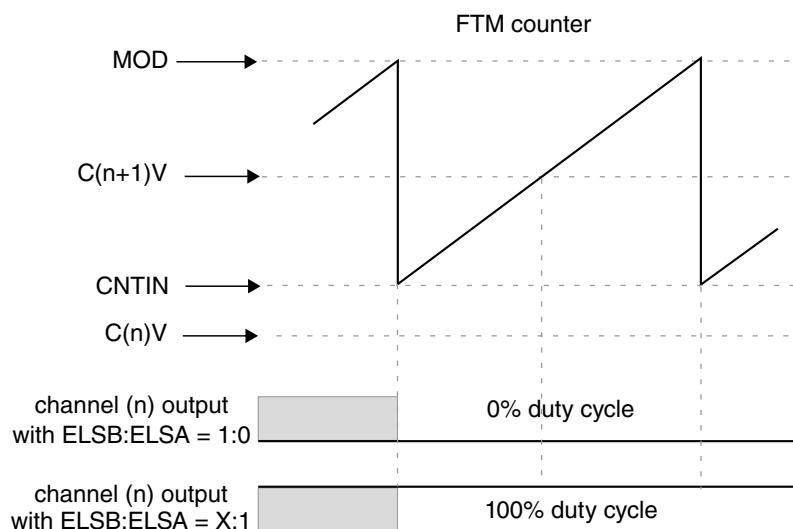 FTM counter
MOD
C(n+1)V
CNTIN
C(n)V
channel (n) output
with ELSB:ELSA = 1:0
0% duty cycle
channel (n) output
with ELSB:ELSA = X:1
100% duty cycle